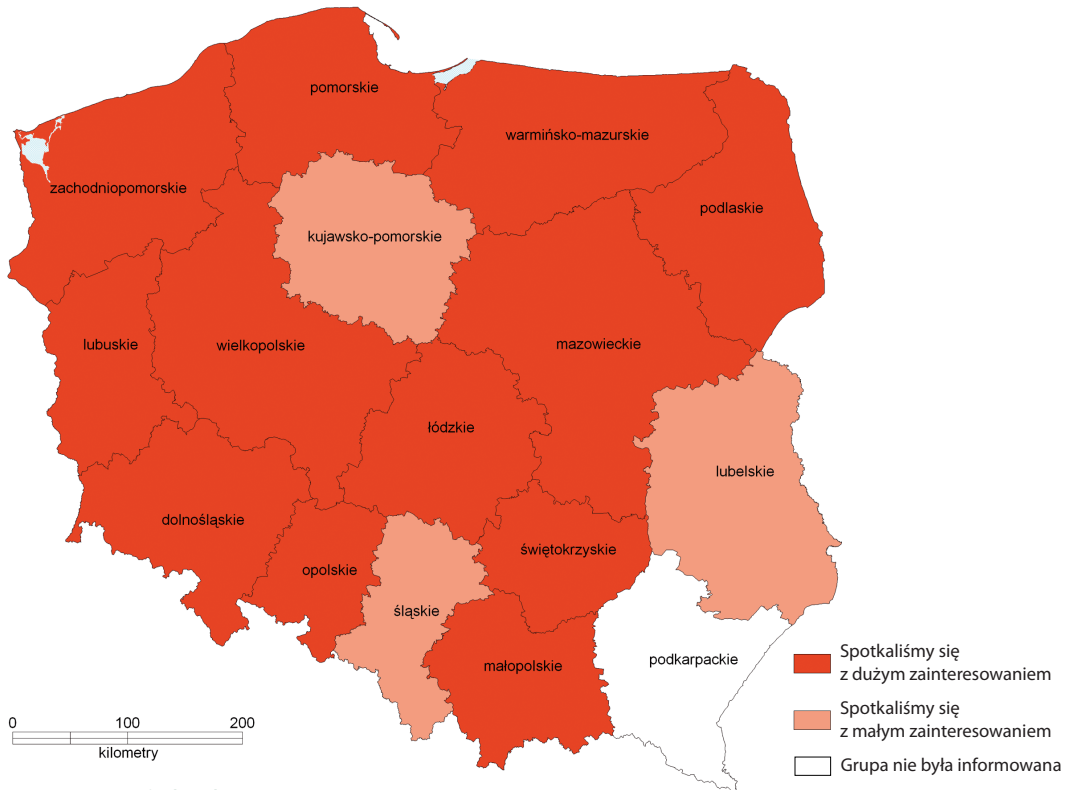 pomorskie
warmińsko-mazurskie
zachodniopomorskie
podlaskie
kujawsko-pomorskie
lubuskie
wielkopolskie
mazowieckie
łódzkie
lubelskie
dolnośląskie
świętokrzyskie
opolskie
śląskie
małopolskie
podkarpackie
Spotkaliśmy się
z dużym zainteresowaniem
Spotkaliśmy się
z małym zainteresowaniem
Grupa nie była informowana
0 100 200
kilometry